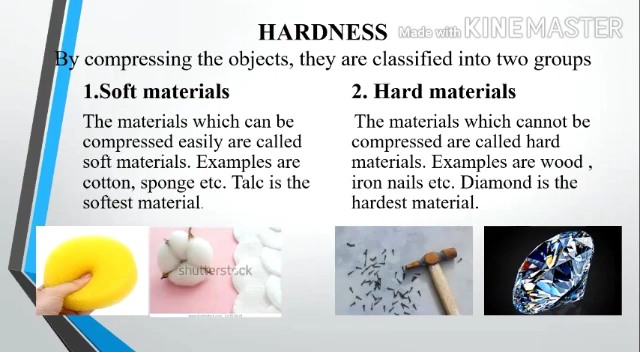 HARDNESS
Made with KINEMASTER
By compressing the objects, they are classified into two groups
1.Soft materials
The materials which can be
compressed easily are called
soft materials. Examples are
cotton, sponge etc. Talc is the
softest material.
2. Hard materials
The materials which cannot be
compressed are called hard
materials. Examples are wood ,
iron nails etc. Diamond is the
hardest material.
shutterstock